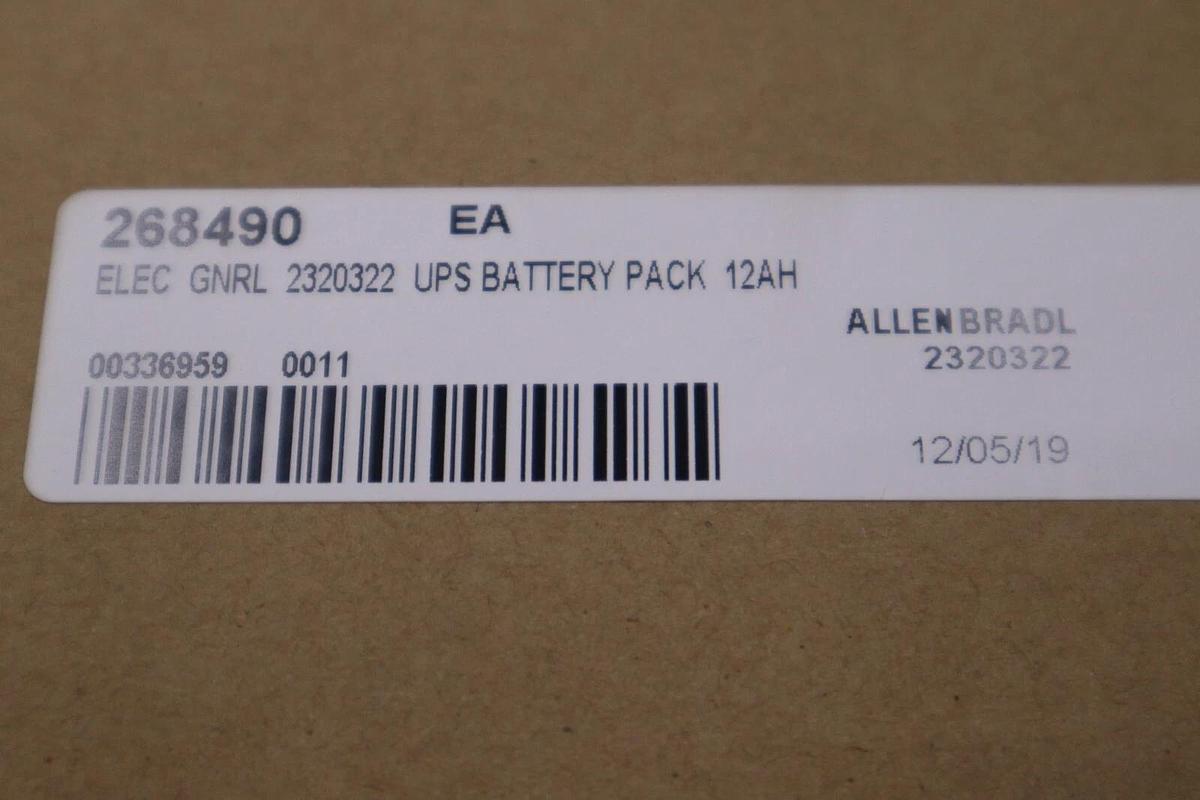 268490 EA
ELEC GNRL 2320322 UPS BATTERY PACK 12AH
ALLENBRADL
2320322
00336959 0011
12/05/19